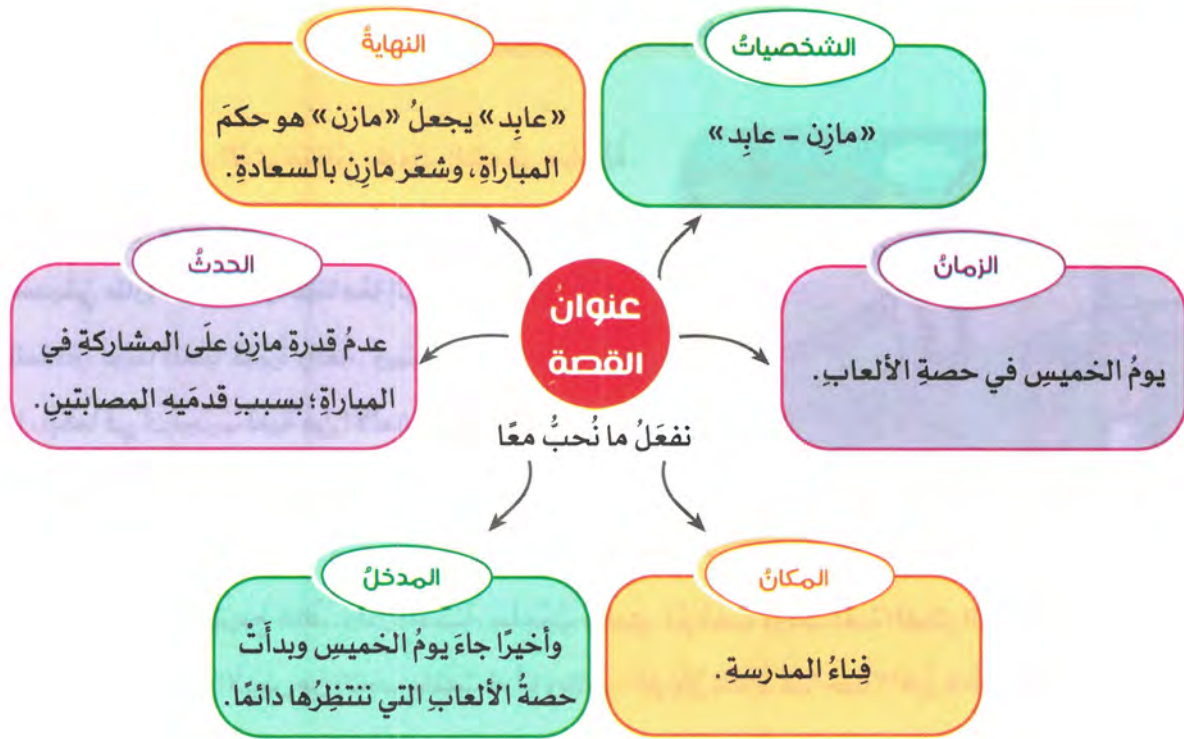 عنوانُ
القصةِ
نفعَلُ ما نُحبُّ معًا
الشخصياتُ
«مازِن – عابِد»
الزمانُ
يومُ الخميسِ في حصةِ الألعابِ.
المكانُ
فِناءُ المدرسةِ.
المدخلُ
وأخيرًا جاءَ يومُ الخميسِ وبدأَتْ
حصةُ الألعابِ التي ننتظِرُها دائمًا.
الحدثُ
عدمُ قدرةِ مازِن علَى المشاركةِ في
المباراةِ؛ بسببِ قدمَيهِ المصابتينِ.
النهايةُ
«عابِد» يجعلُ «مازن» هو حكمَ
المباراةِ، وشعَر مازِن بالسعادةِ.